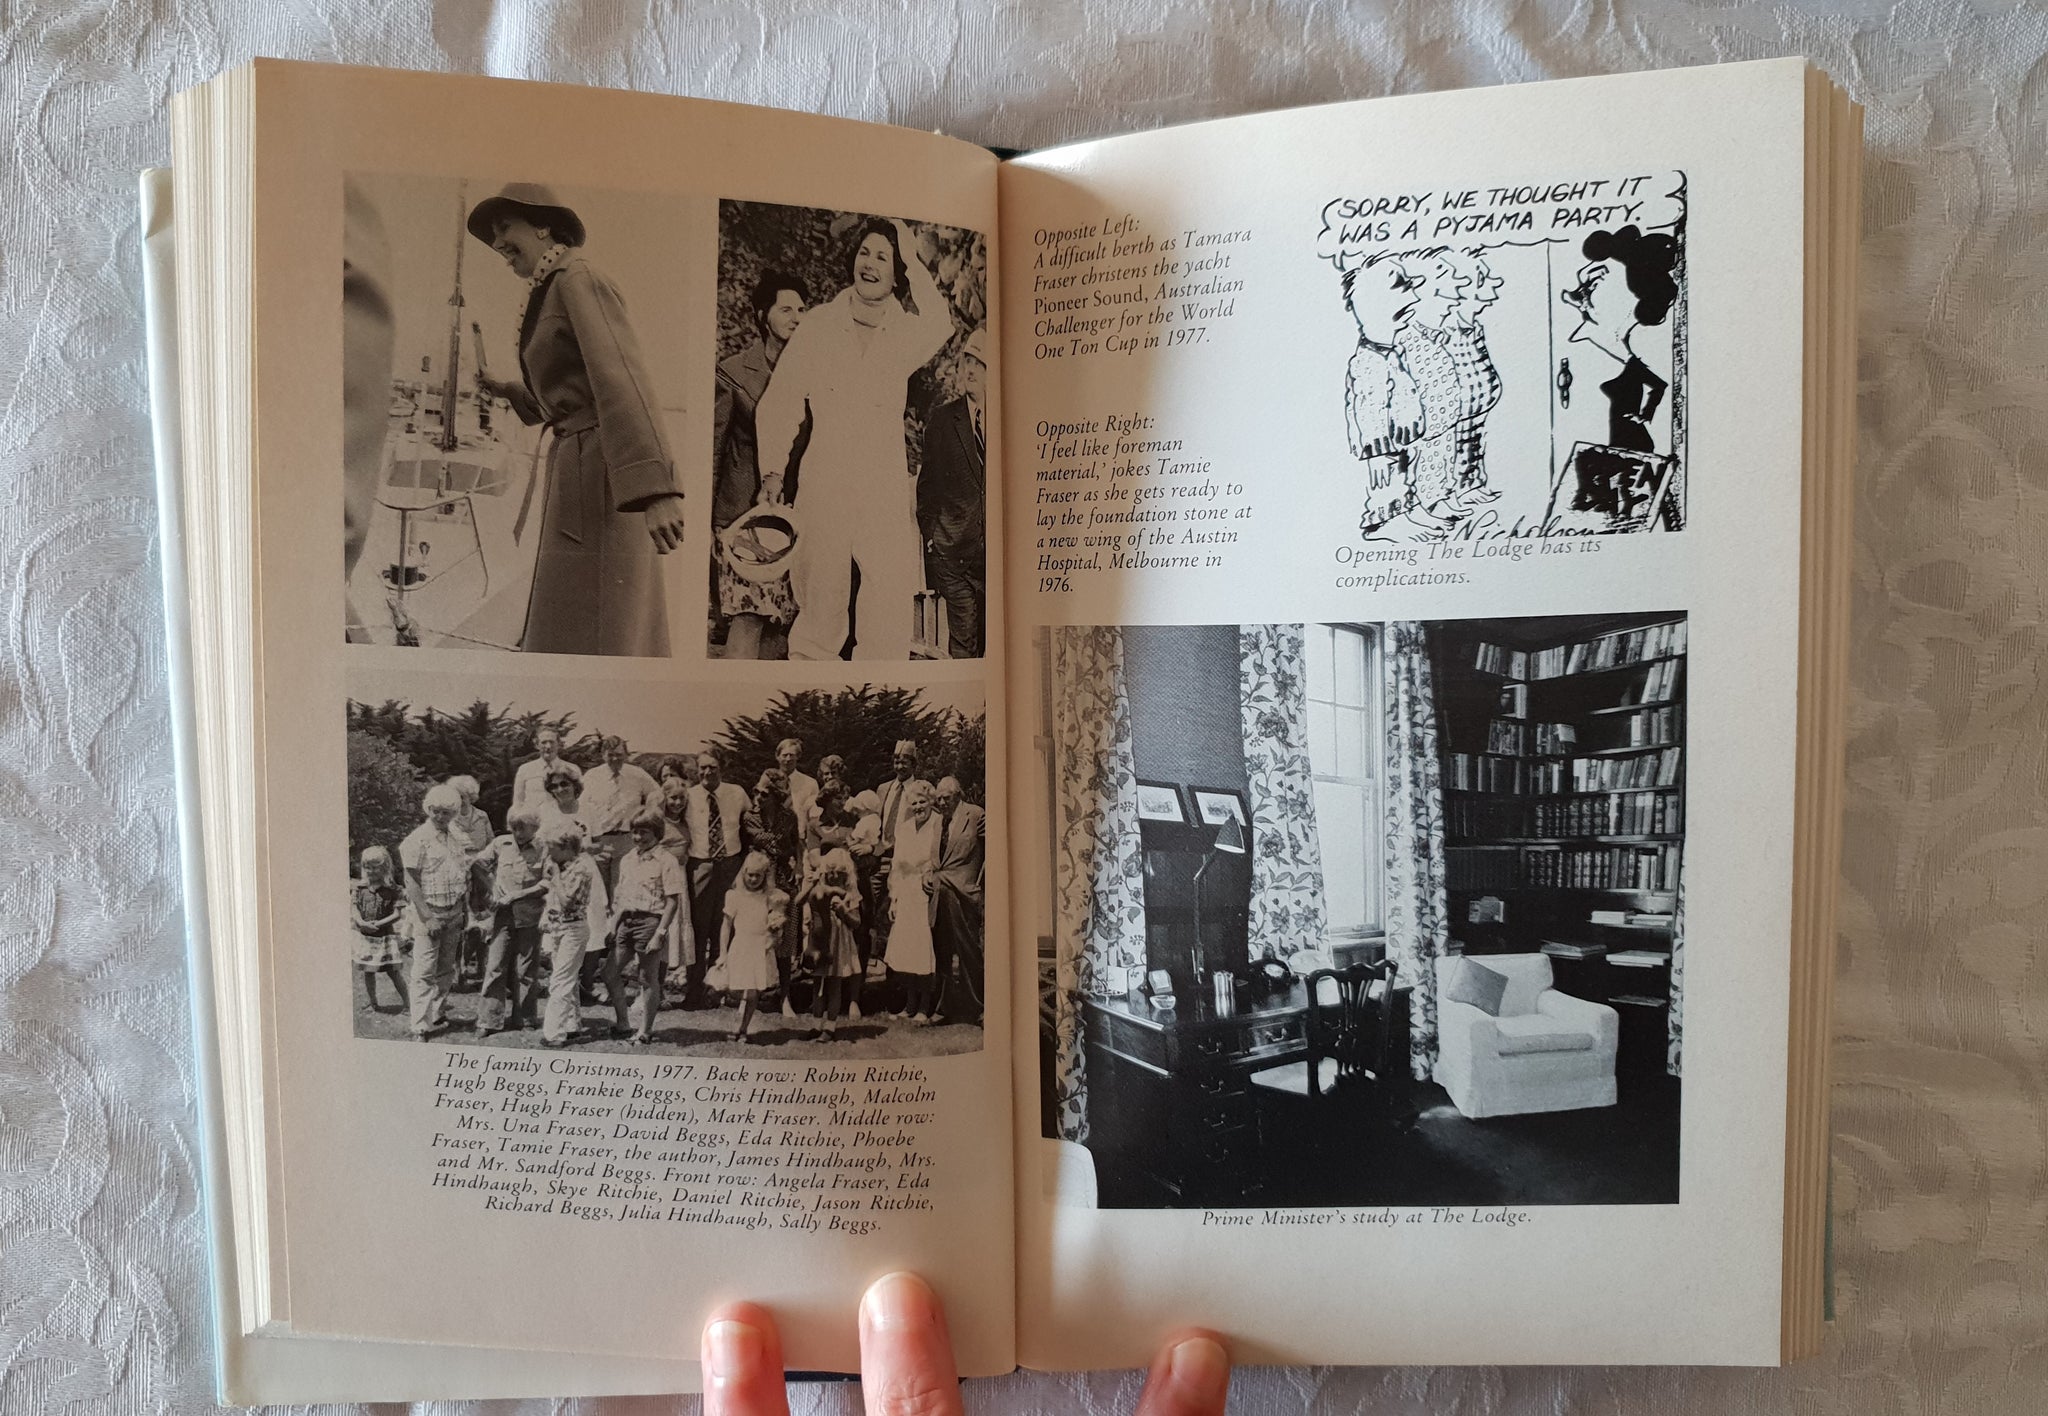 The family Christmas, 1977. Back row: Robin Ritchie,
Hugh Beggs, Frankie Beggs, Chris Hindhaugh, Malcolm
Fraser, Hugh Fraser (hidden), Mark Fraser. Middle row:
Mrs. Una Fraser, David Beggs, Eda Ritchie, Phoebe
Fraser, Tamie Fraser, the author, James Hindhaugh, Mrs.
and Mr. Sandford Beggs. Front row: Angela Fraser, Eda
Hindhaugh, Skye Ritchie, Daniel Ritchie, Jason Ritchie,
Richard Beggs, Julia Hindhaugh, Sally Beggs.
Opposite Left:
A difficult berth as Tamara
Fraser christens the yacht
Pioneer Sound, Australian
Challenger for the World
One Ton Cup in 1977.
Opposite Right:
'I feel like foreman
material,' jokes Tamie
Fraser as she gets ready to
lay the foundation stone at
a new wing of the Austin
Hospital, Melbourne in
1976.
SORRY, WE THOUGHT IT
WAS A PYJAMA PARTY.
Nicholson
Opening The Lodge has its
complications.
Prime Minister's study at The Lodge.